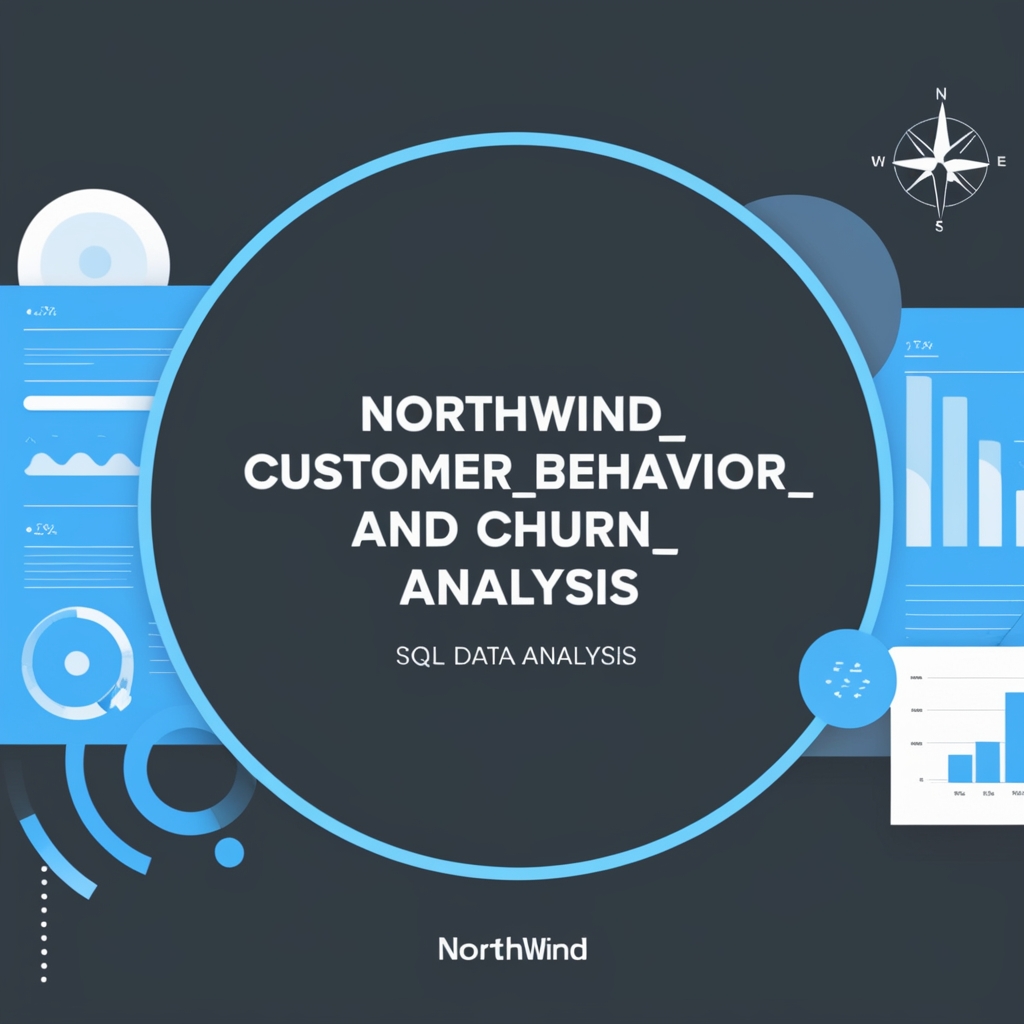 N
W E
S
NORTHWIND_
CUSTOMER_BEHAVIOR_
AND CHURN_
ANALYSIS
SQL DATA ANALYSIS
NorthWind